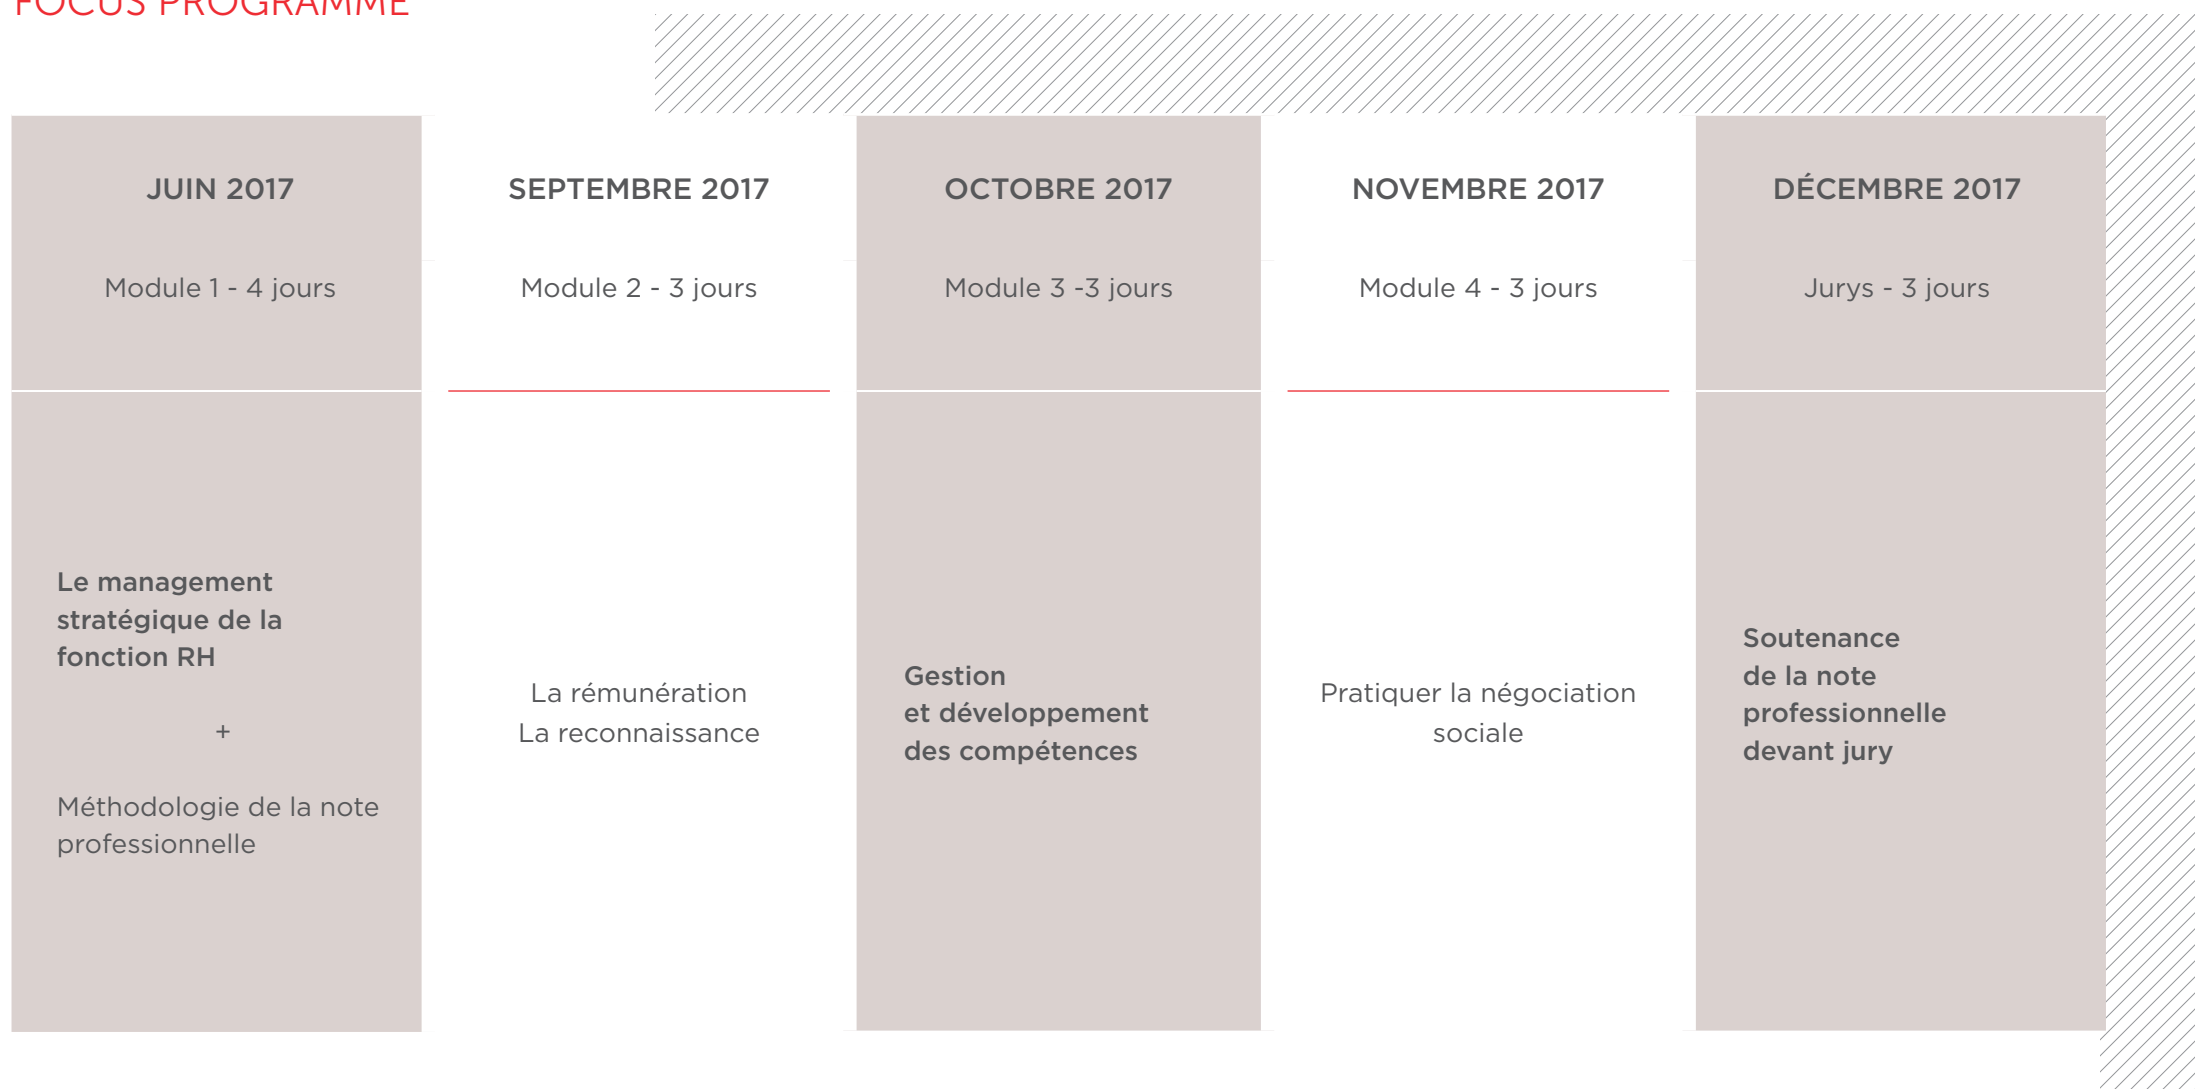 FOCUS PROGRAMME
JUIN 2017
Module 1 - 4 jours
Le management
stratégique de la
fonction RH
+
Méthodologie de la note
professionnelle
SEPTEMBRE 2017
Module 2 - 3 jours
La rémunération
La reconnaissance
OCTOBRE 2017
Module 3 -3 jours
Gestion
et développement
des compétences
NOVEMBRE 2017
Module 4 - 3 jours
Pratiquer la négociation
sociale
DÉCEMBRE 2017
Jurys - 3 jours
Soutenance
de la note
professionnelle
devant jury